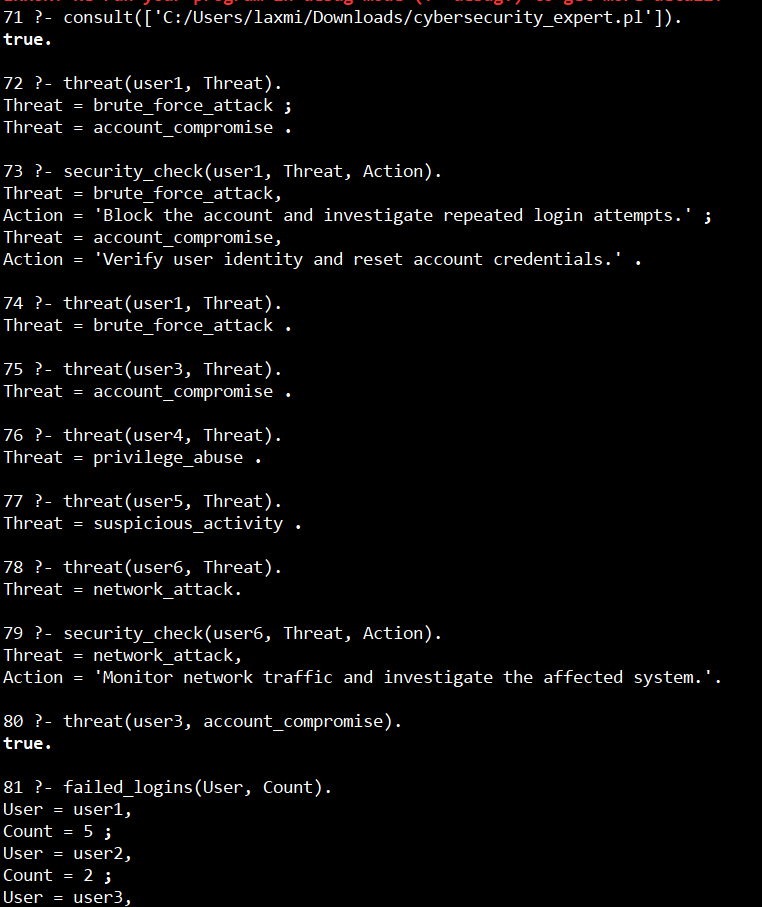 71 ?- consult(['C:/Users/laxmi/Downloads/cybersecurity_expert.pl']).
true.
72 ?- threat(user1, Threat).
Threat = brute_force_attack ;
Threat = account_compromise .
73 ?- security_check(user1, Threat, Action).
Threat = brute_force_attack,
Action = 'Block the account and investigate repeated login attempts.' ;
Threat = account_compromise,
Action = 'Verify user identity and reset account credentials.' .
74 ?- threat(user1, Threat).
Threat = brute_force_attack .
75 ?- threat(user3, Threat).
Threat = account_compromise .
76 ?- threat(user4, Threat).
Threat = privilege_abuse .
77 ?- threat(user5, Threat).
Threat = suspicious_activity .
78 ?- threat(user6, Threat).
Threat = network_attack.
79 ?- security_check(user6, Threat, Action).
Threat = network_attack,
Action = 'Monitor network traffic and investigate the affected system.'.
80 ?- threat(user3, account_compromise).
true.
81 ?- failed_logins(User, Count).
User = user1,
Count = 5 ;
User = user2,
Count = 2 ;
User = user3,